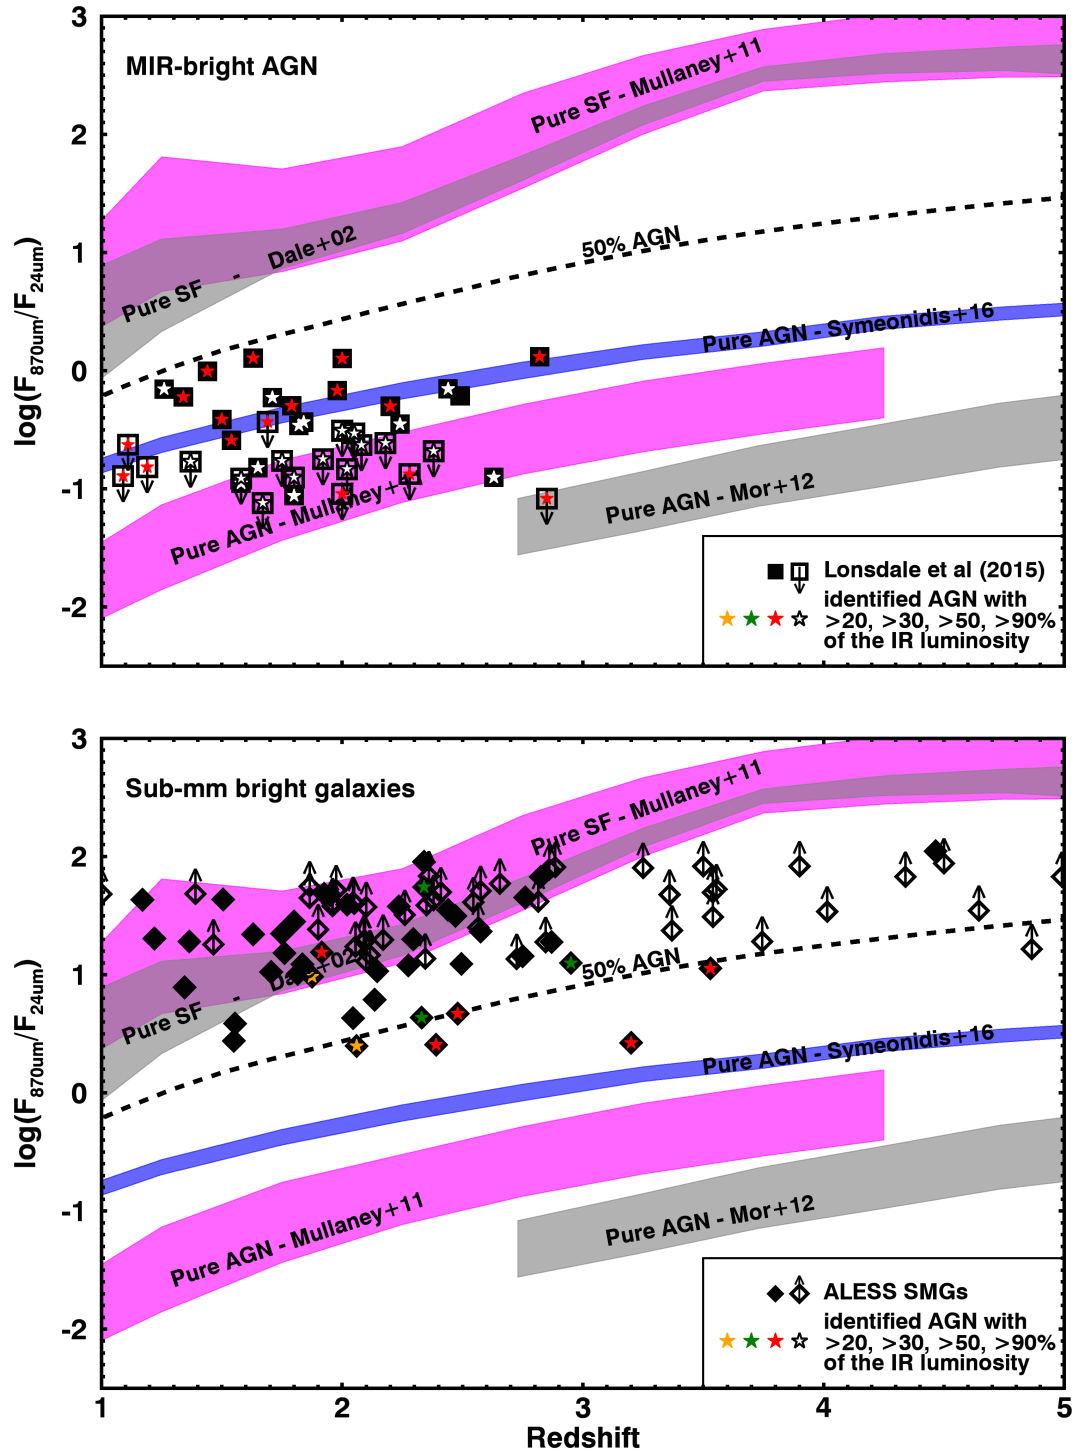 3
MIR-bright AGN
Pure SF - Mullaney+11
2
50% AGN
1
Pure SF - Dale+02
Pure AGN - Symeonidis+16
0
log(F870um/F24um)
-1
Pure AGN - Mullaney+
Pure AGN - Mor+12
Lonsdale et al (2015)
identified AGN with
>20, >30, >50, >90%
of the IR luminosity
-2
3
Sub-mm bright galaxies
Pure SF - Mullaney+11
2
50% AGN
1
Pure SF - Dale+02
Pure AGN - Symeonidis+16
0
log(F870um/F24um)
-1
Pure AGN - Mullaney+11
Pure AGN - Mor+12
ALESS SMGs
identified AGN with
>20, >30, >50, >90%
of the IR luminosity
-2
1 2 3 4 5
Redshift